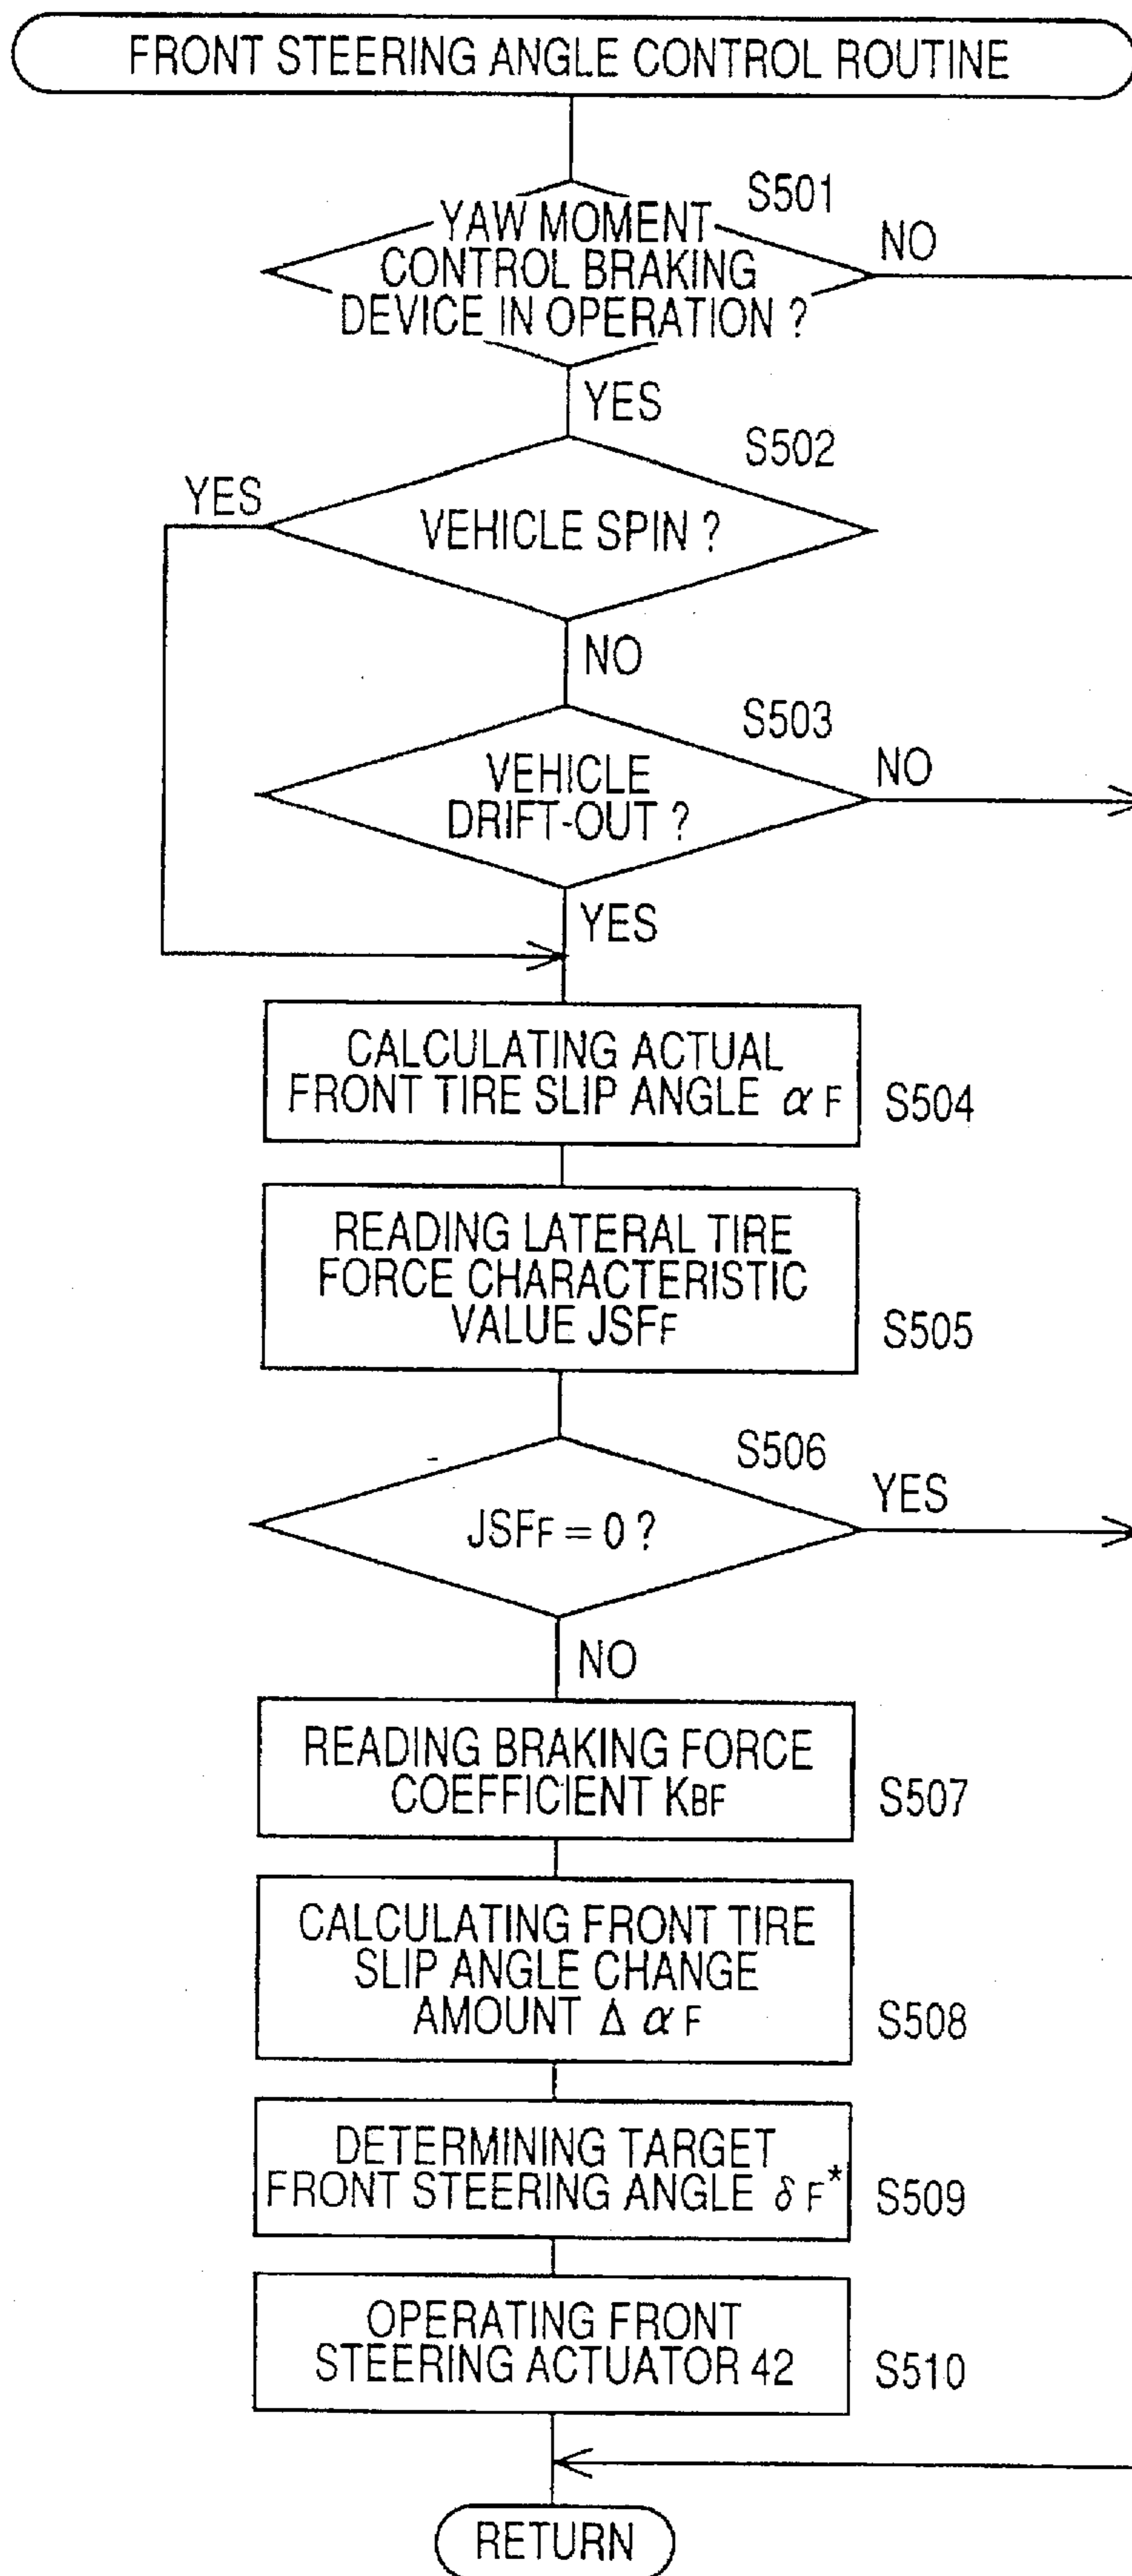 FRONT STEERING ANGLE CONTROL ROUTINE
S501
YAW MOMENT
CONTROL BRAKING
DEVICE IN OPERATION ?
NO
YES
S502
YES
VEHICLE SPIN ?
NO
S503
VEHICLE
DRIFT-OUT ?
NO
YES
CALCULATING ACTUAL
FRONT TIRE SLIP ANGLE α F
S504
READING LATERAL TIRE
FORCE CHARACTERISTIC
VALUE JSFF
S505
S506
JSFF = 0 ?
YES
NO
READING BRAKING FORCE
COEFFICIENT KBF
S507
CALCULATING FRONT TIRE
SLIP ANGLE CHANGE
AMOUNT Δ α F
S508
DETERMINING TARGET
FRONT STEERING ANGLE δ F*
S509
OPERATING FRONT
STEERING ACTUATOR 42
S510
RETURN